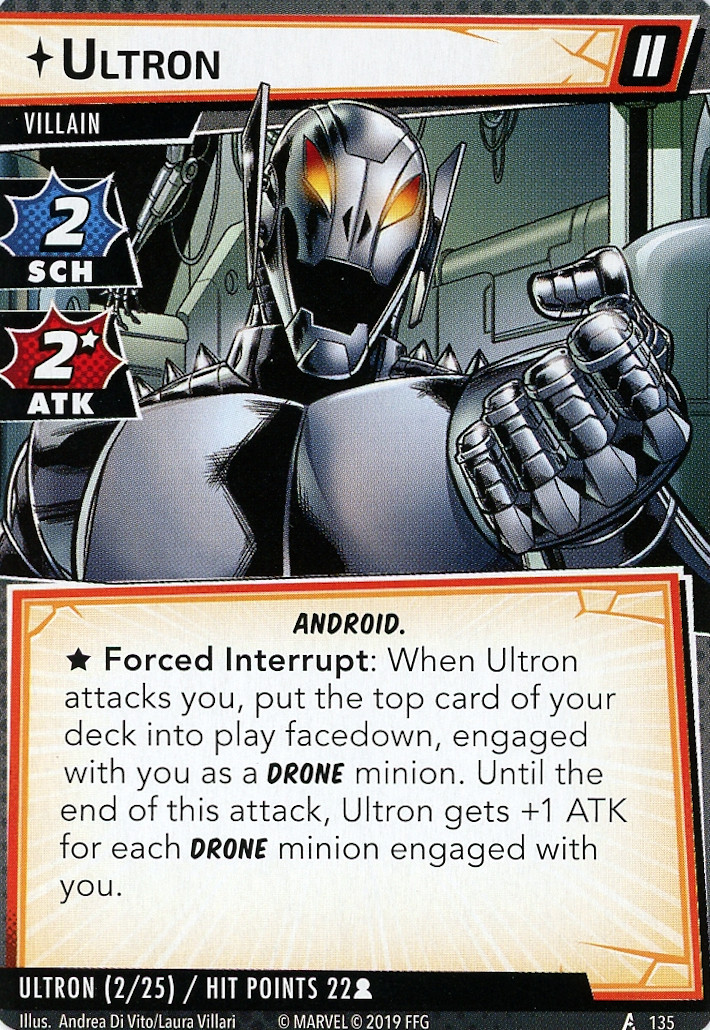 ULTRON
II
VILLAIN
2
SCH
2
ATK
ANDROID.
★ Forced Interrupt: When Ultron
attacks you, put the top card of your
deck into play facedown, engaged
with you as a DRONE minion. Until the
end of this attack, Ultron gets +1 ATK
for each DRONE minion engaged with
you.
ULTRON (2/25) / HIT POINTS 22
Illus. Andrea Di Vito/Laura Villari © MARVEL © 2019 FFG 135